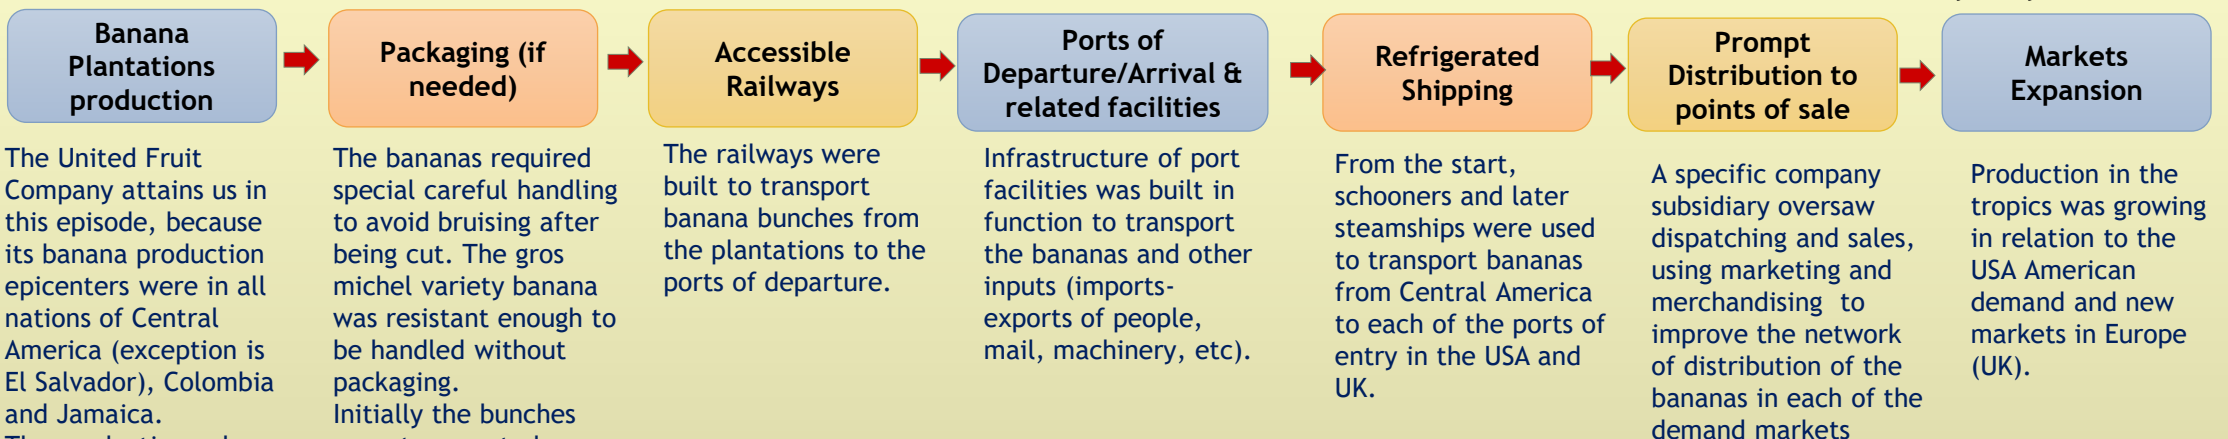 Banana
Plantations
production
Packaging (if
needed)
Accessible
Railways
Ports of
Departure/Arrival &
related facilities
Refrigerated
Shipping
Prompt
Distribution to
points of sale
Markets
Expansion
The United Fruit
Company attains us in
this episode, because
its banana production
epicenters were in all
nations of Central
America (exception is
El Salvador), Colombia
and Jamaica.
The bananas required
special careful handling
to avoid bruising after
being cut. The gros
michel variety banana
was resistant enough to
be handled without
packaging.
Initially the bunches
The railways were
built to transport
banana bunches from
the plantations to the
ports of departure.
Infrastructure of port
facilities was built in
function to transport
the bananas and other
inputs (imports-
exports of people,
mail, machinery, etc).
From the start,
schooners and later
steamships were used
to transport bananas
from Central America
to each of the ports of
entry in the USA and
UK.
A specific company
subsidiary oversaw
dispatching and sales,
using marketing and
merchandising to
improve the network
of distribution of the
bananas in each of the
demand markets
Production in the
tropics was growing
in relation to the
USA American
demand and new
markets in Europe
(UK).